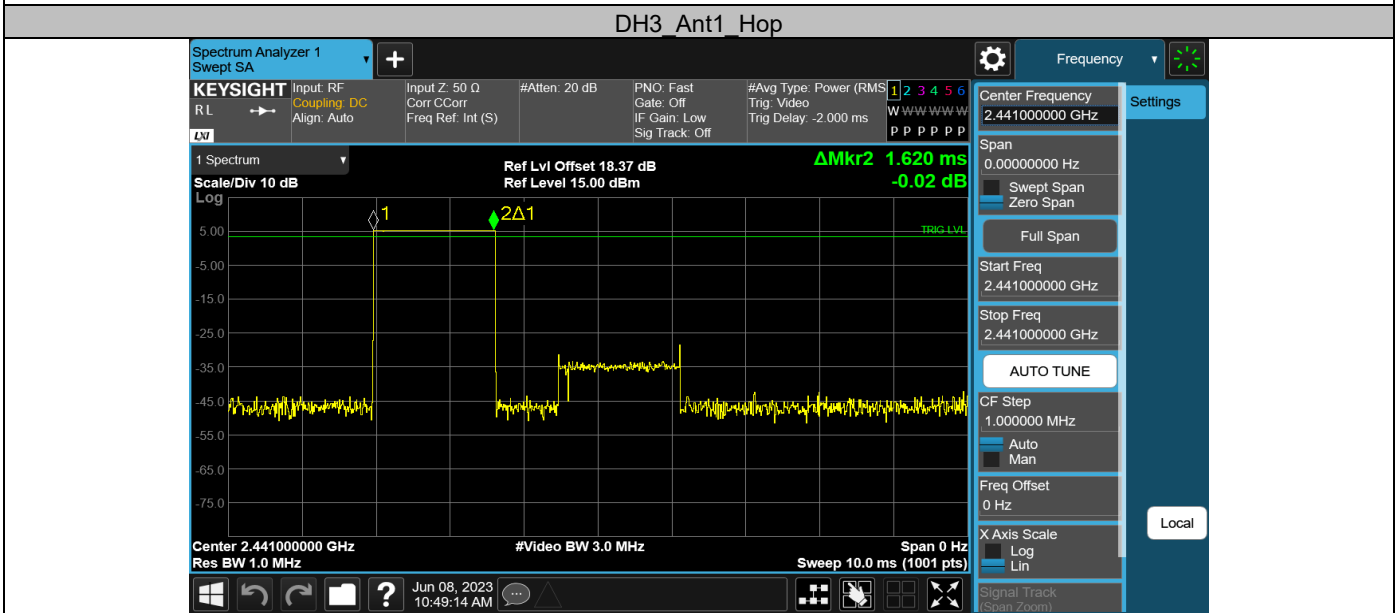 DH3_Ant1_Hop
Spectrum Analyzer 1
Swept SA
Frequency
KEYSIGHT
RL
LXI
Input: RF
Coupling: DC
Align: Auto
Input Z: 50 Ω
Corr CCorr
Freq Ref: Int (S)
#Atten: 20 dB
PNO: Fast
Gate: Off
IF Gain: Low
Sig Track: Off
#Avg Type: Power (RMS
Trig: Video
Trig Delay: -2.000 ms
1 2 3 4 5 6
W W W W W W
P P P P P P
1 Spectrum
Scale/Div 10 dB
Ref Lvl Offset 18.37 dB
Ref Level 15.00 dBm
ΔMkr2 1.620 ms
-0.02 dB
Log
1
2Δ1
TRIG LVL
5.00
-5.00
-15.0
-25.0
-35.0
-45.0
-55.0
-65.0
-75.0
Center 2.441000000 GHz
Res BW 1.0 MHz
#Video BW 3.0 MHz
Span 0 Hz
Sweep 10.0 ms (1001 pts)
Center Frequency
2.441000000 GHz
Settings
Span
0.00000000 Hz
Swept Span
Zero Span
Full Span
Start Freq
2.441000000 GHz
Stop Freq
2.441000000 GHz
AUTO TUNE
CF Step
1.000000 MHz
Auto
Man
Freq Offset
0 Hz
X Axis Scale
Log
Lin
Local
Signal Track
(Span Zoom)
?
Jun 08, 2023
10:49:14 AM